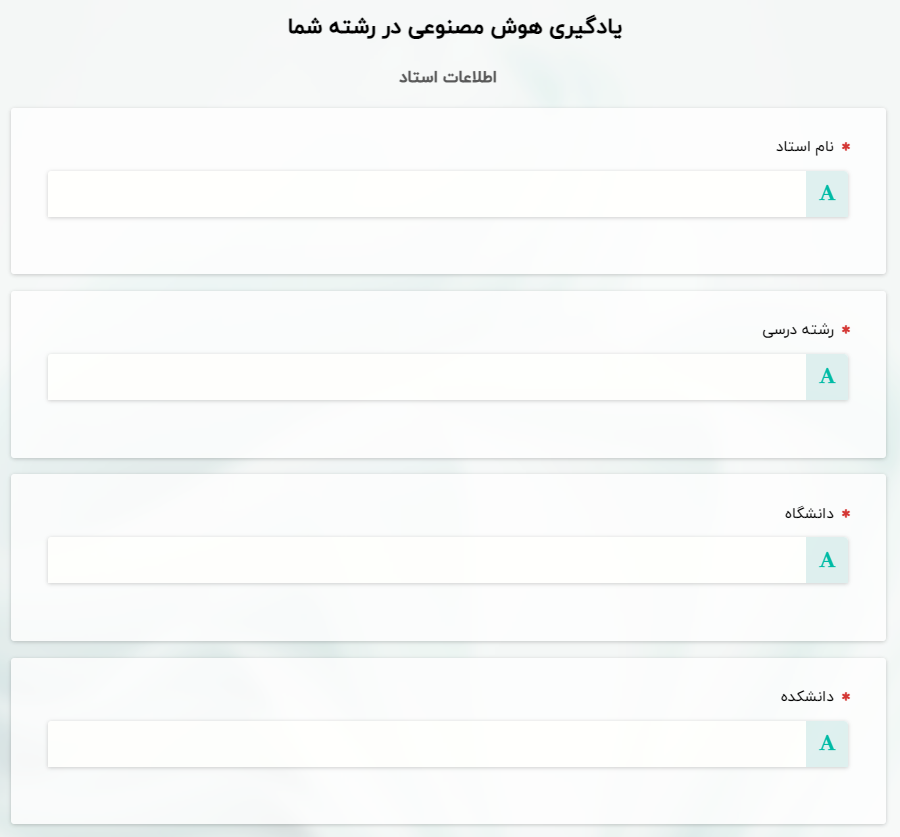 یادگیری هوش مصنوعی در رشته شما
اطلاعات استاد
* نام استاد
A
* رشته درسی
A
* دانشگاه
A
* دانشکده
A